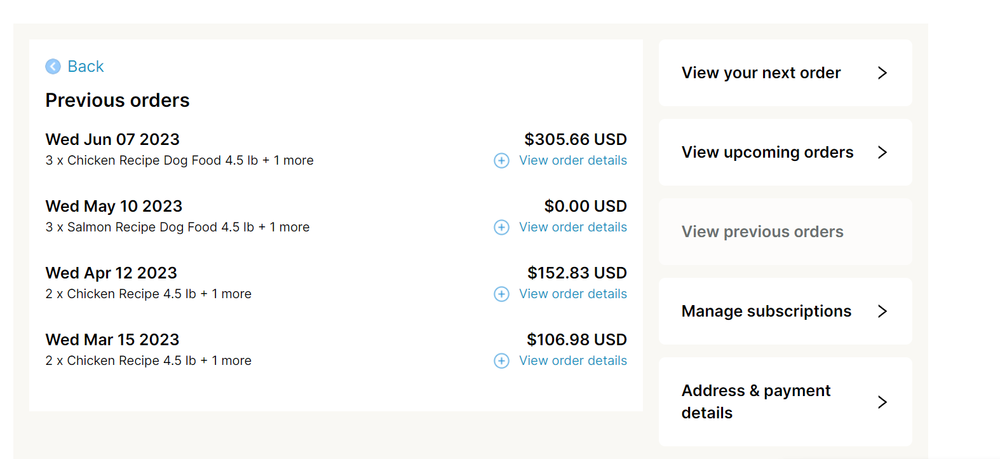 Back
Previous orders
Wed Jun 07 2023 $305.66 USD
3 x Chicken Recipe Dog Food 4.5 lb + 1 more View order details
Wed May 10 2023 $0.00 USD
3 x Salmon Recipe Dog Food 4.5 lb + 1 more View order details
Wed Apr 12 2023 $152.83 USD
2 x Chicken Recipe 4.5 lb + 1 more View order details
Wed Mar 15 2023 $106.98 USD
2 x Chicken Recipe 4.5 lb + 1 more View order details
View your next order
View upcoming orders
View previous orders
Manage subscriptions
Address & payment
details